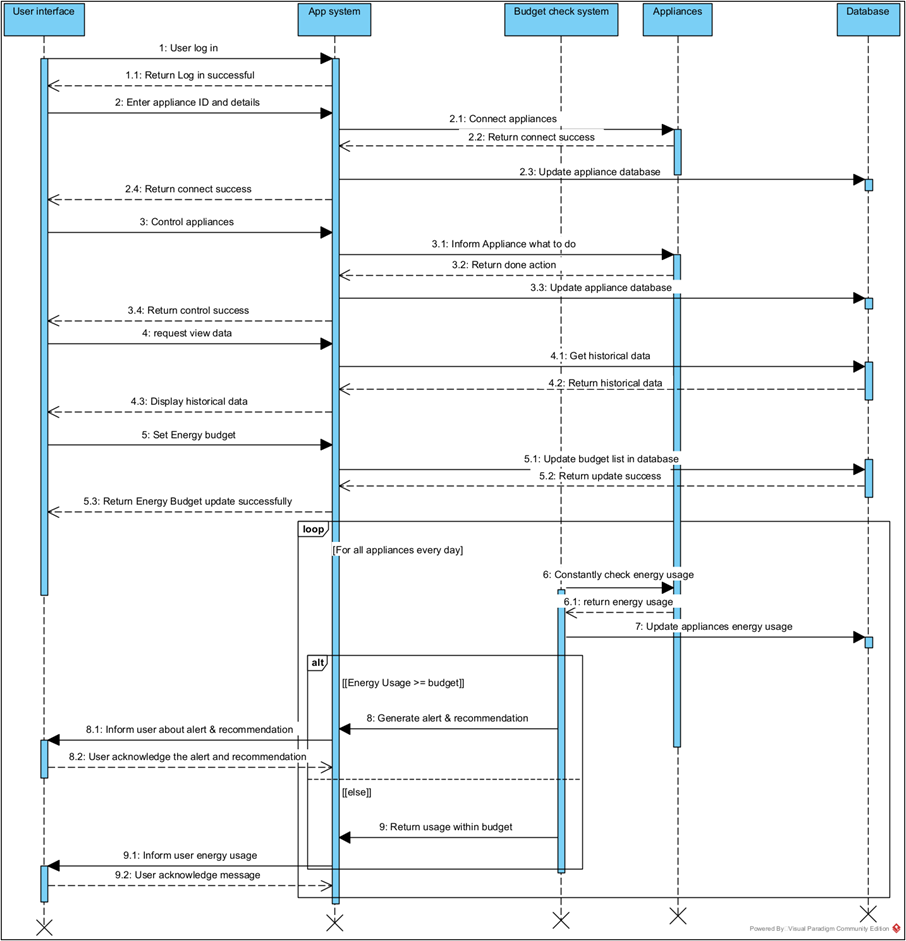 User interface
App system
Budget check system
Appliances
Database
1: User log in
1.1: Return Log in successful
2: Enter appliance ID and details
2.1: Connect appliances
2.2: Return connect success
2.3: Update appliance database
2.4: Return connect success
3: Control appliances
3.1: Inform Appliance what to do
3.2: Return done action
3.3: Update appliance database
3.4: Return control success
4: request view data
4.1: Get historical data
4.2: Return historical data
4.3: Display historical data
5: Set Energy budget
5.1: Update budget list in database
5.2: Return update success
5.3: Return Energy Budget update successfully
loop
[For all appliances every day]
6: Constantly check energy usage
6.1: return energy usage
7: Update appliances energy usage
alt
[[Energy Usage >= budget]]
8: Generate alert & recommendation
8.1: Inform user about alert & recommendation
8.2: User acknowledge the alert and recommendation
[[else]]
9: Return usage within budget
9.1: Inform user energy usage
9.2: User acknowledge message
Powered By: Visual Paradigm Community Edition